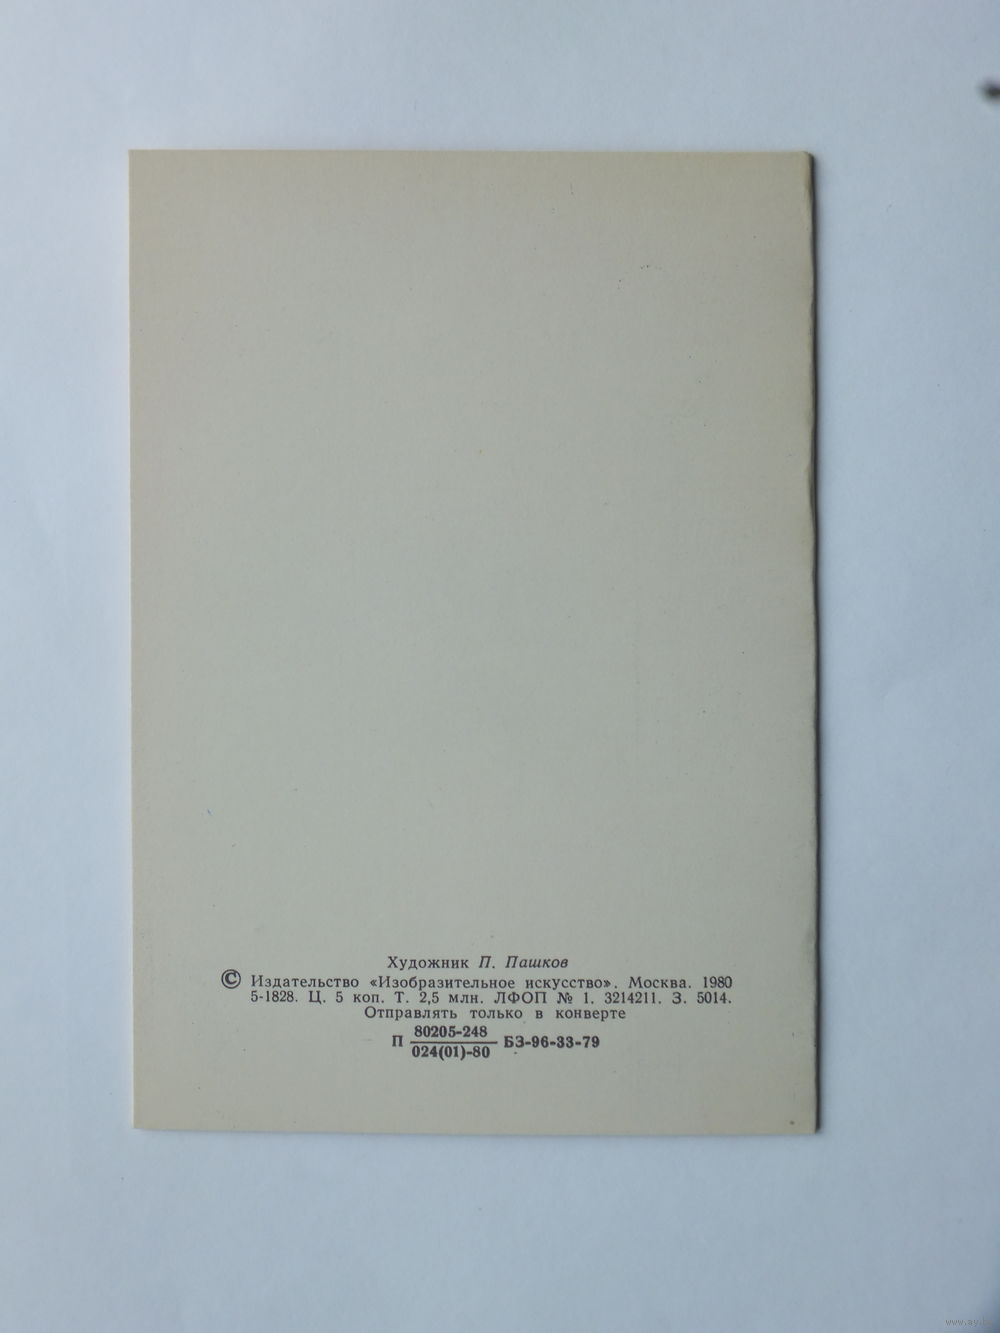 Художник П. Пашков
© Издательство «Изобразительное искусство». Москва. 1980
5-1828. Ц. 5 коп. Т. 2,5 млн. ЛФОП № 1. 3214211. З. 5014.
Отправлять только в конверте
80205-248
П БЗ-96-33-79
024(01)-80